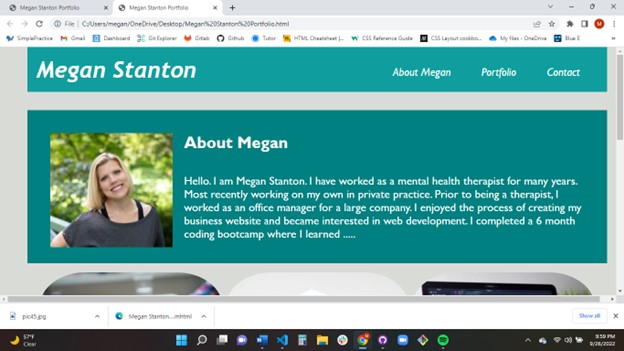 Megan Stanton Portfolio
Megan Stanton Portfolio
File | C:/Users/megan/OneDrive/Desktop/Megan%20Stanton%20Portfolio.html
SimplePractice
Gmail
Dashboard
Git Explorer
Gitlab
Github
Tutor
HTML Cheatsheet j...
CSS Reference Guide
CSS Layout cookbo...
My files - OneDrive
Blue E
Megan Stanton
About Megan
Portfolio
Contact
About Megan
Hello. I am Megan Stanton. I have worked as a mental health therapist for many years.
Most recently working on my own in private practice. Prior to being a therapist, I
worked as an office manager for a large company. I enjoyed the process of creating my
business website and became interested in web development. I completed a 6 month
coding bootcamp where I learned .....
pic45.jpg
Megan Stanton....mhtml
Show all
57°F
Clear
9:59 PM
9/28/2022